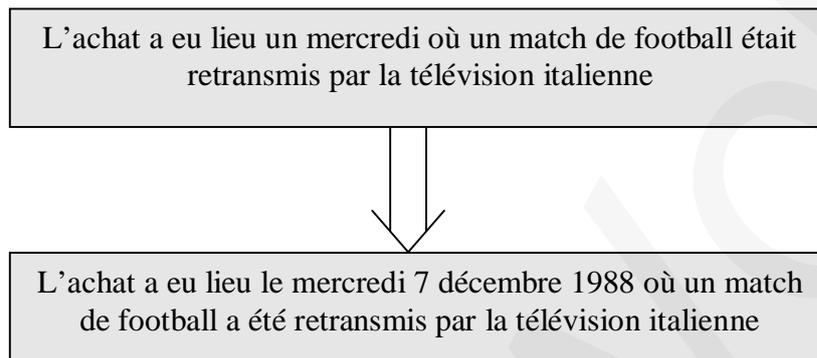 L'achat a eu lieu un mercredi où un match de football était
retransmis par la télévision italienne
L'achat a eu lieu le mercredi 7 décembre 1988 où un match
de football a été retransmis par la télévision italienne